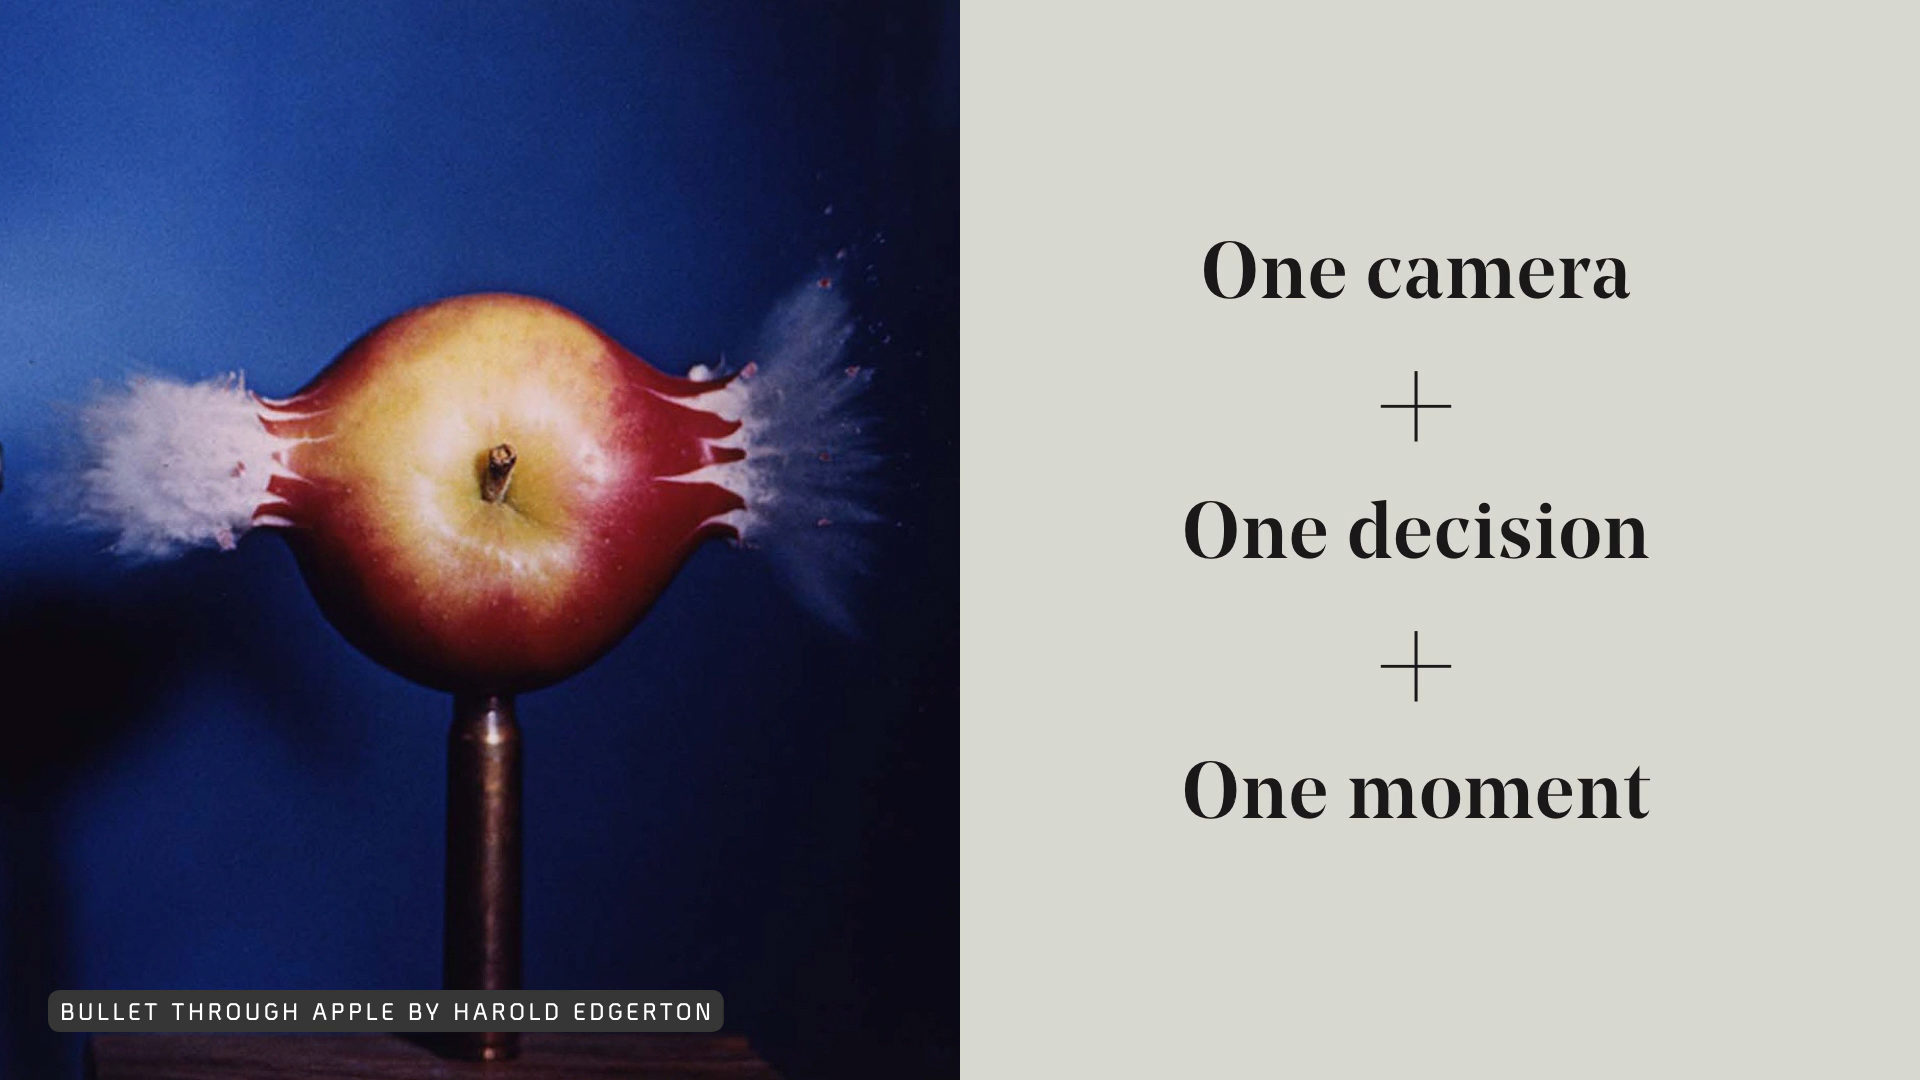 One camera
+
One decision
+
One moment
BULLET THROUGH APPLE BY HAROLD EDGERTON